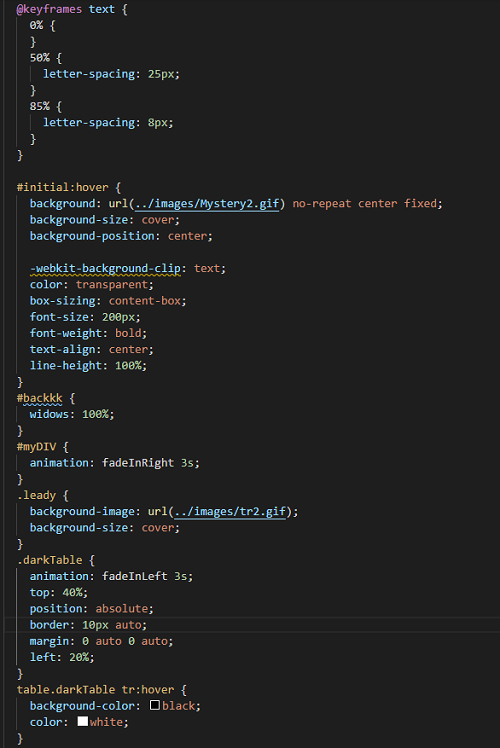 @keyframes text {
0% {
}
50% {
letter-spacing: 25px;
}
85% {
letter-spacing: 8px;
}
}
#initial:hover {
background: url(../images/Mystery2.gif) no-repeat center fixed;
background-size: cover;
background-position: center;
-webkit-background-clip: text;
color: transparent;
box-sizing: content-box;
font-size: 200px;
font-weight: bold;
text-align: center;
line-height: 100%;
}
#backkk {
widows: 100%;
}
#myDIV {
animation: fadeInRight 3s;
}
.leady {
background-image: url(../images/tr2.gif);
background-size: cover;
}
.darkTable {
animation: fadeInLeft 3s;
top: 40%;
position: absolute;
border: 10px auto;
margin: 0 auto 0 auto;
left: 20%;
}
table.darkTable tr:hover {
background-color: black;
color: white;
}